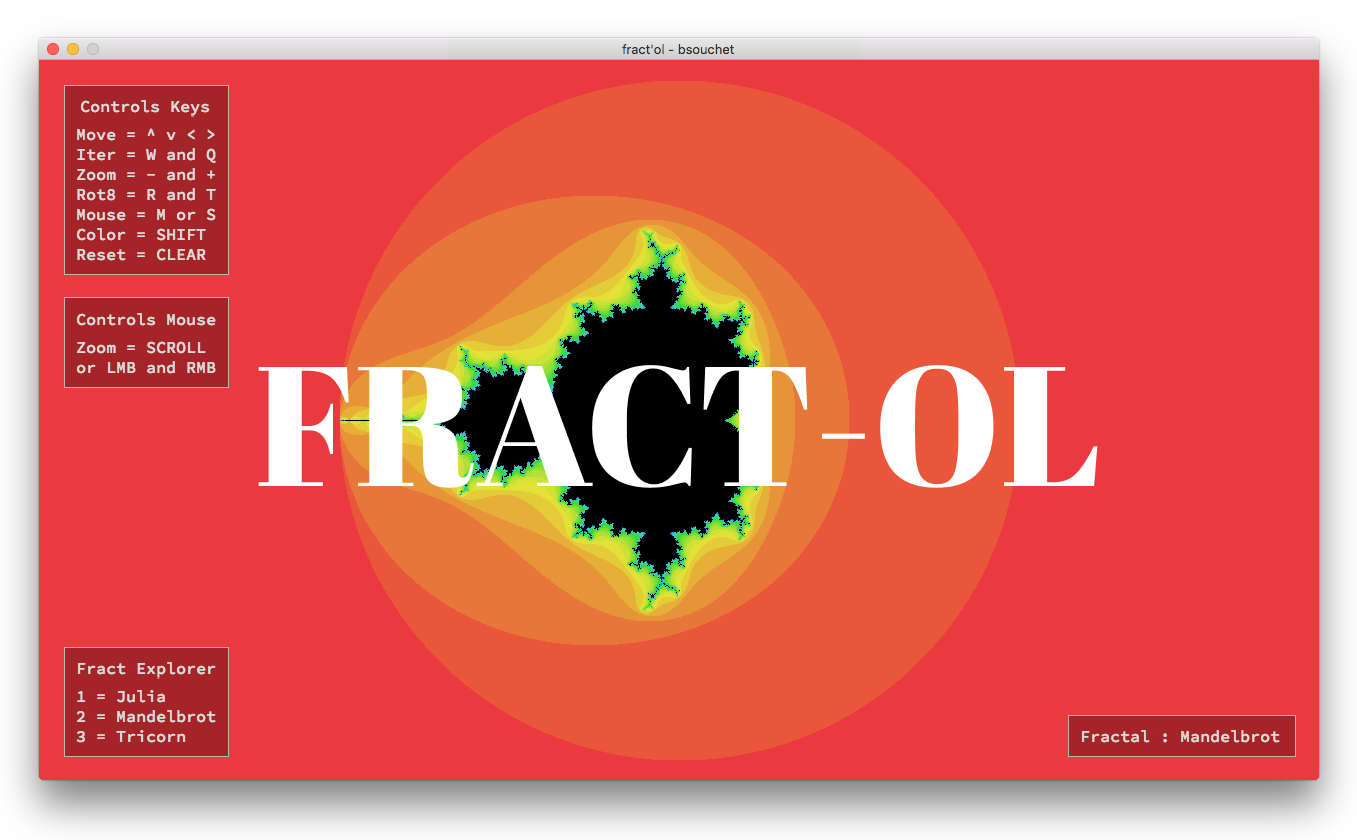 fract'ol - bsouchet
Controls Keys
Move = ^ v < >
Iter = W and Q
Zoom = - and +
Rot8 = R and T
Mouse = M or S
Color = SHIFT
Reset = CLEAR
Controls Mouse
Zoom = SCROLL
or LMB and RMB
FRACT-OL
Fract Explorer
1 = Julia
2 = Mandelbrot
3 = Tricorn
Fractal : Mandelbrot